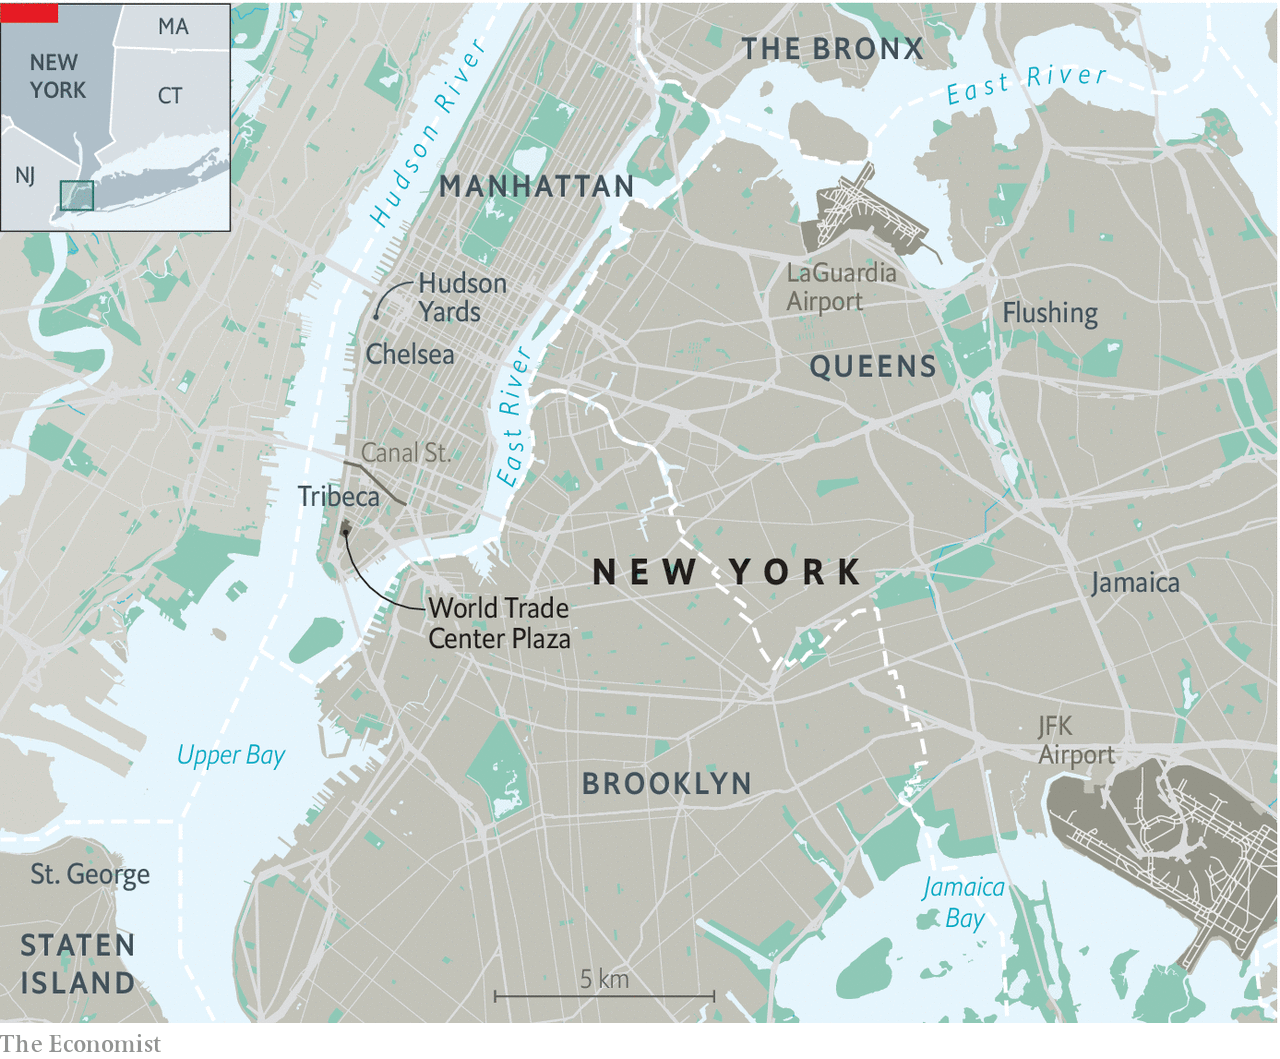 MA
NEW
YORK
CT
NJ
THE BRONX
East River
Hudson River
MANHATTAN
LaGuardia
Airport
Hudson
Yards
Flushing
Chelsea
QUEENS
East River
Canal St.
Tribeca
NEW YORK
Jamaica
World Trade
Center Plaza
JFK
Airport
Upper Bay
BROOKLYN
St. George
Jamaica
Bay
STATEN
ISLAND
5 km
The Economist